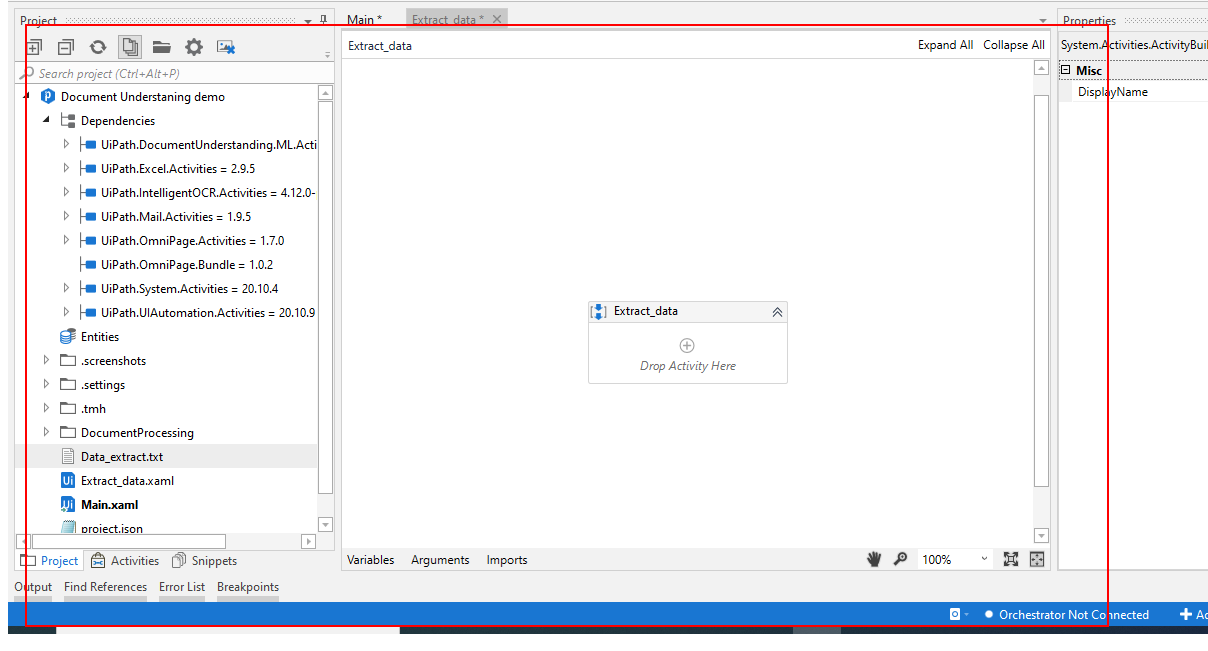 Project
Main *
Extract_data *
Properties
Extract_data
Expand All
Collapse All
System.Activities.ActivityBuil
Search project (Ctrl+Alt+P)
Misc
DisplayName
Document Understaning demo
Dependencies
UiPath.DocumentUnderstanding.ML.Acti
UiPath.Excel.Activities = 2.9.5
UiPath.IntelligentOCR.Activities = 4.12.0-
UiPath.Mail.Activities = 1.9.5
UiPath.OmniPage.Activities = 1.7.0
UiPath.OmniPage.Bundle = 1.0.2
UiPath.System.Activities = 20.10.4
UiPath.UIAutomation.Activities = 20.10.9
Entities
.screenshots
.settings
.tmh
DocumentProcessing
Data_extract.txt
Extract_data.xaml
Main.xaml
project.json
Extract_data
Drop Activity Here
Project
Activities
Snippets
Variables
Arguments
Imports
100%
Output
Find References
Error List
Breakpoints
Orchestrator Not Connected
Ac